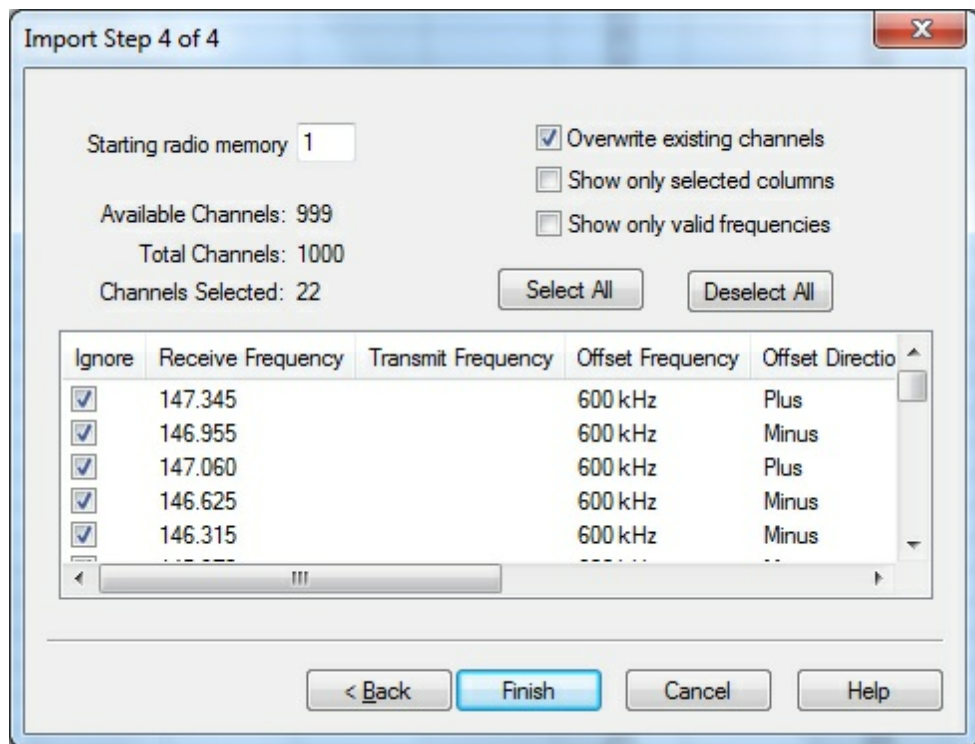 Import Step 4 of 4
Starting radio memory 1
Overwrite existing channels
Show only selected columns
Show only valid frequencies
Available Channels: 999
Total Channels: 1000
Channels Selected: 22
Select All
Deselect All
Ignore Receive Frequency Transmit Frequency Offset Frequency Offset Directio
147.345 600 kHz Plus
146.955 600 kHz Minus
147.060 600 kHz Plus
146.625 600 kHz Minus
146.315 600 kHz Minus
< Back
Finish
Cancel
Help